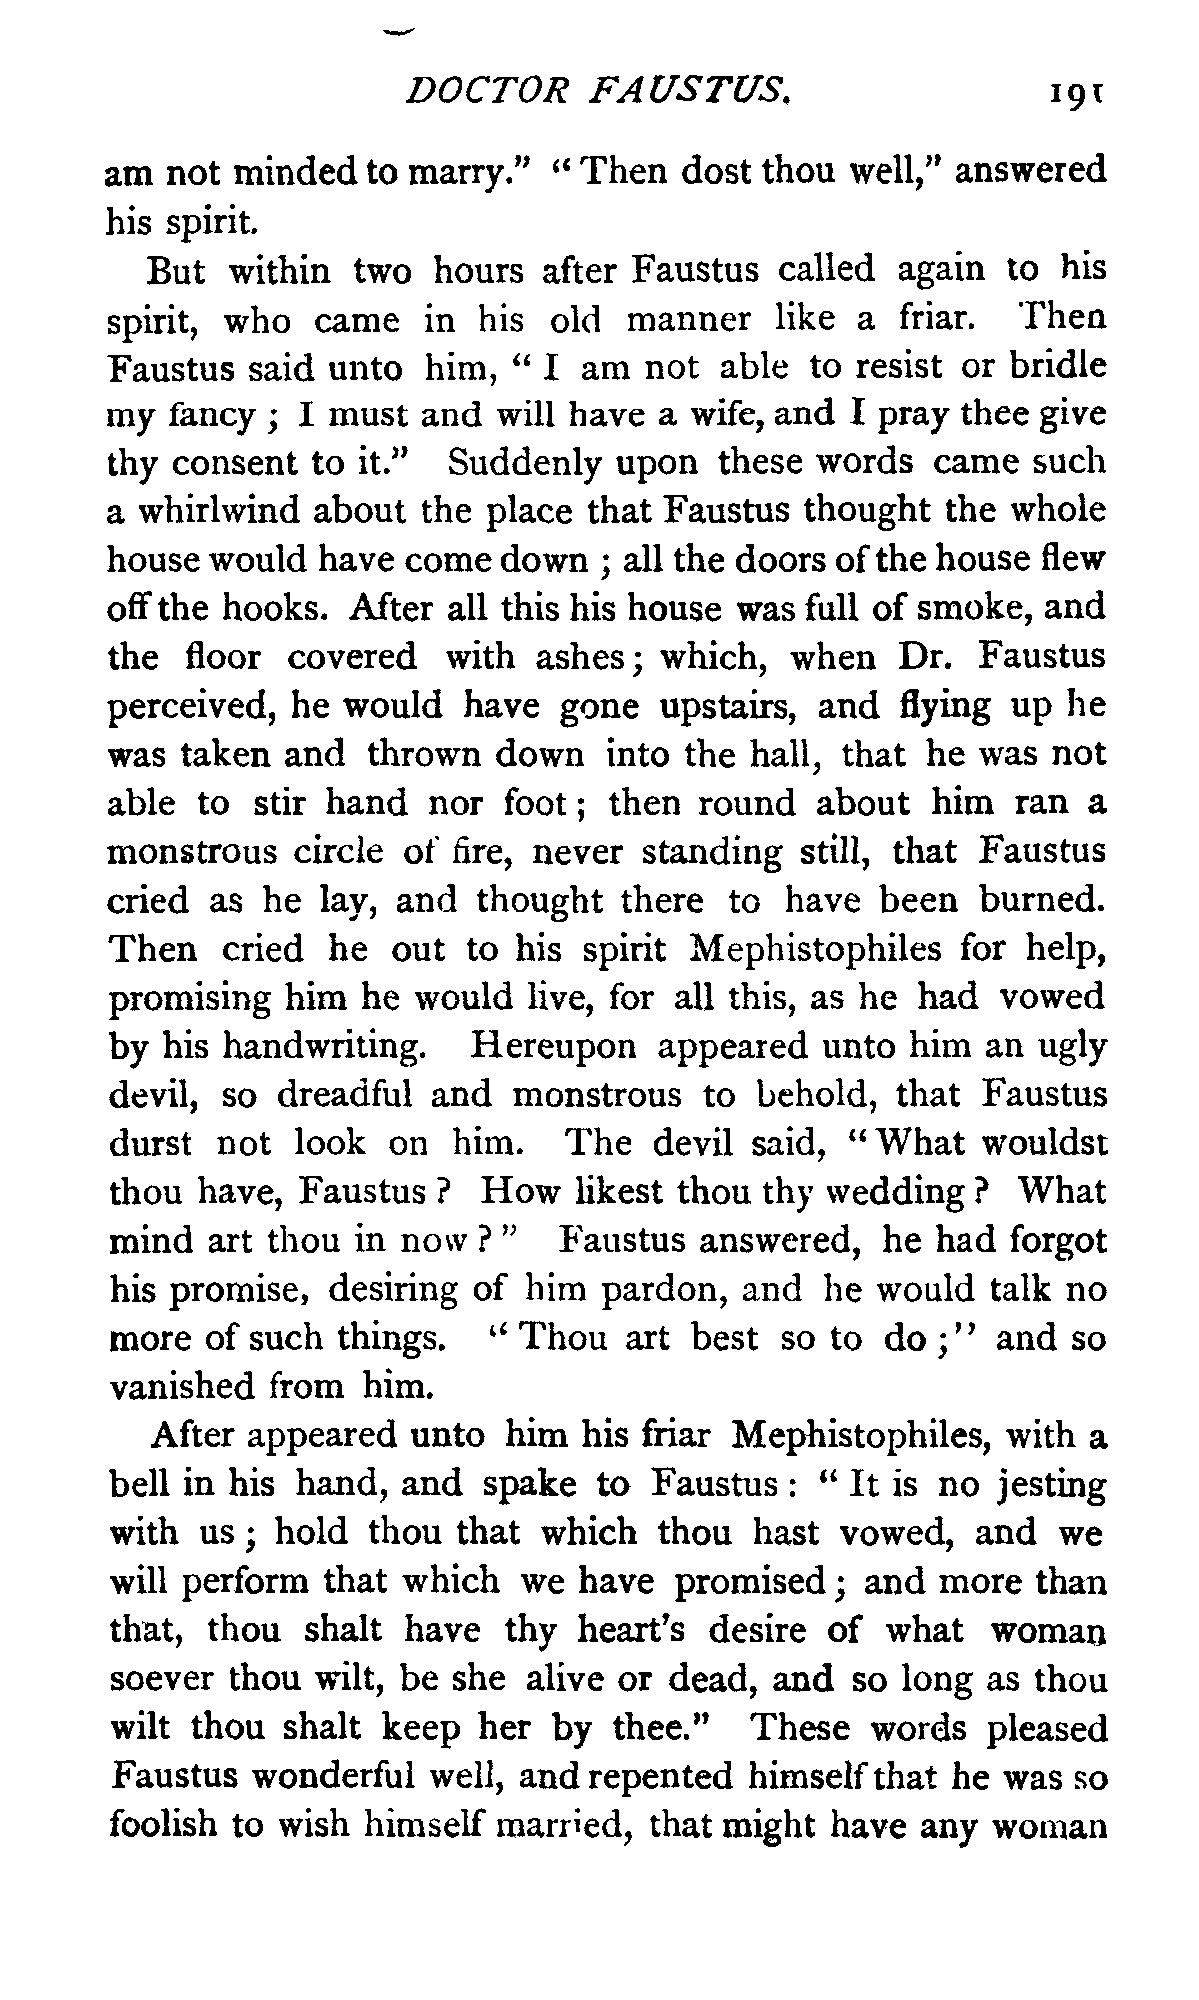 DOCTOR FAUSTUS. 191
am not minded to marry." "Then dost thou well," answered
his spirit.
But within two hours after Faustus called again to his
spirit, who came in his old manner like a friar. Then
Faustus said unto him, "I am not able to resist or bridle
my fancy; I must and will have a wife, and I pray thee give
thy consent to it." Suddenly upon these words came such
a whirlwind about the place that Faustus thought the whole
house would have come down; all the doors of the house flew
off the hooks. After all this his house was full of smoke, and
the floor covered with ashes; which, when Dr. Faustus
perceived, he would have gone upstairs, and flying up he
was taken and thrown down into the hall, that he was not
able to stir hand nor foot; then round about him ran a
monstrous circle of fire, never standing still, that Faustus
cried as he lay, and thought there to have been burned.
Then cried he out to his spirit Mephistophiles for help,
promising him he would live, for all this, as he had vowed
by his handwriting. Hereupon appeared unto him an ugly
devil, so dreadful and monstrous to behold, that Faustus
durst not look on him. The devil said, "What wouldst
thou have, Faustus? How likest thou thy wedding? What
mind art thou in now?" Faustus answered, he had forgot
his promise, desiring of him pardon, and he would talk no
more of such things. "Thou art best so to do;" and so
vanished from him.
After appeared unto him his friar Mephistophiles, with a
bell in his hand, and spake to Faustus: "It is no jesting
with us; hold thou that which thou hast vowed, and we
will perform that which we have promised; and more than
that, thou shalt have thy heart's desire of what woman
soever thou wilt, be she alive or dead, and so long as thou
wilt thou shalt keep her by thee." These words pleased
Faustus wonderful well, and repented himself that he was so
foolish to wish himself married, that might have any woman